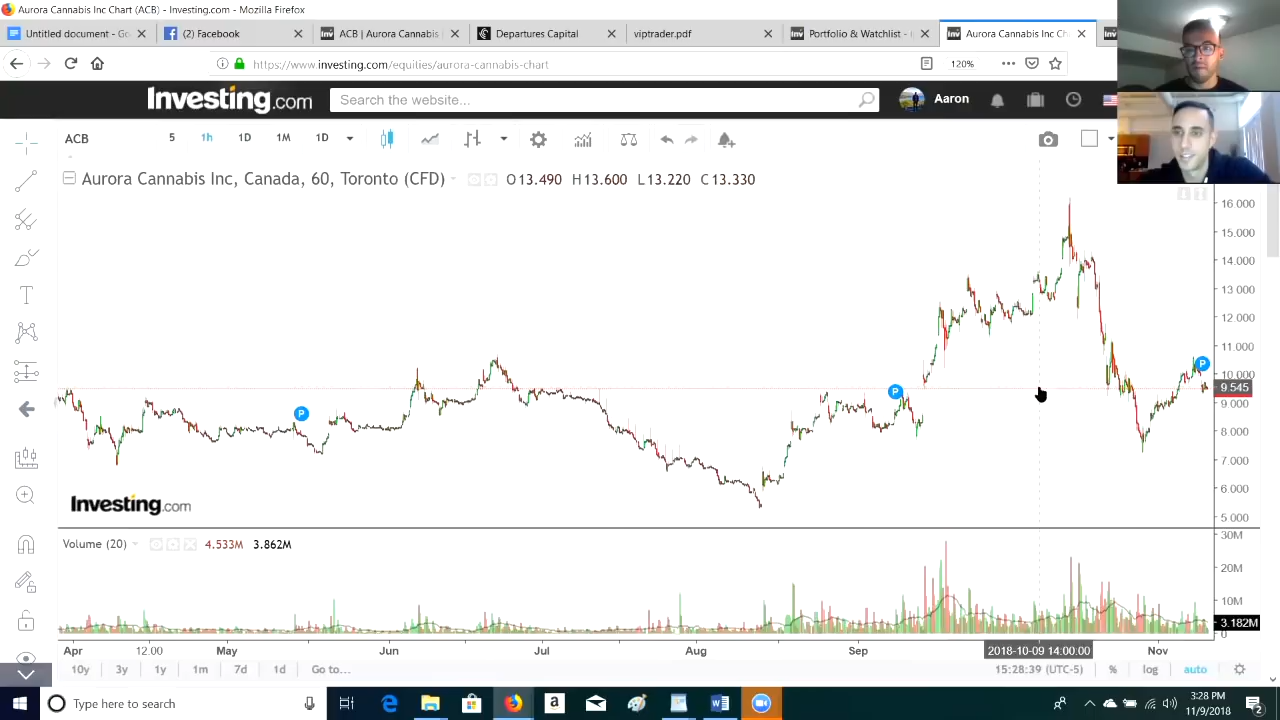 Aurora Cannabis Inc Chart (ACB) - Investing.com - Mozilla Firefox
Untitled document - Go
(2) Facebook
ACB | Aurora Cannabis
Departures Capital
viptrader.pdf
Portfolio & Watchlist -
Aurora Cannabis Inc Ch
https://www.investing.com/equities/aurora-cannabis-chart
120%
Investing.com
Search the website...
Aaron
ACB
5
1h
1D
1M
1D
Aurora Cannabis Inc, Canada, 60, Toronto (CFD)
O13.490 H13.600 L13.220 C13.330
16.000
15.000
14.000
13.000
12.000
11.000
10.000
9.545
9.000
8.000
7.000
6.000
5.000
P
P
P
Investing.com
Volume (20)
4.533M 3.862M
30M
20M
10M
3.182M
0
Apr 12:00 May Jun Jul Aug Sep 2018-10-09 14:00:00 Nov
10y 3y 1y 1m 7d 1d Go to...
15:28:39 (UTC-5) % log auto
Type here to search
3:28 PM
11/9/2018
2